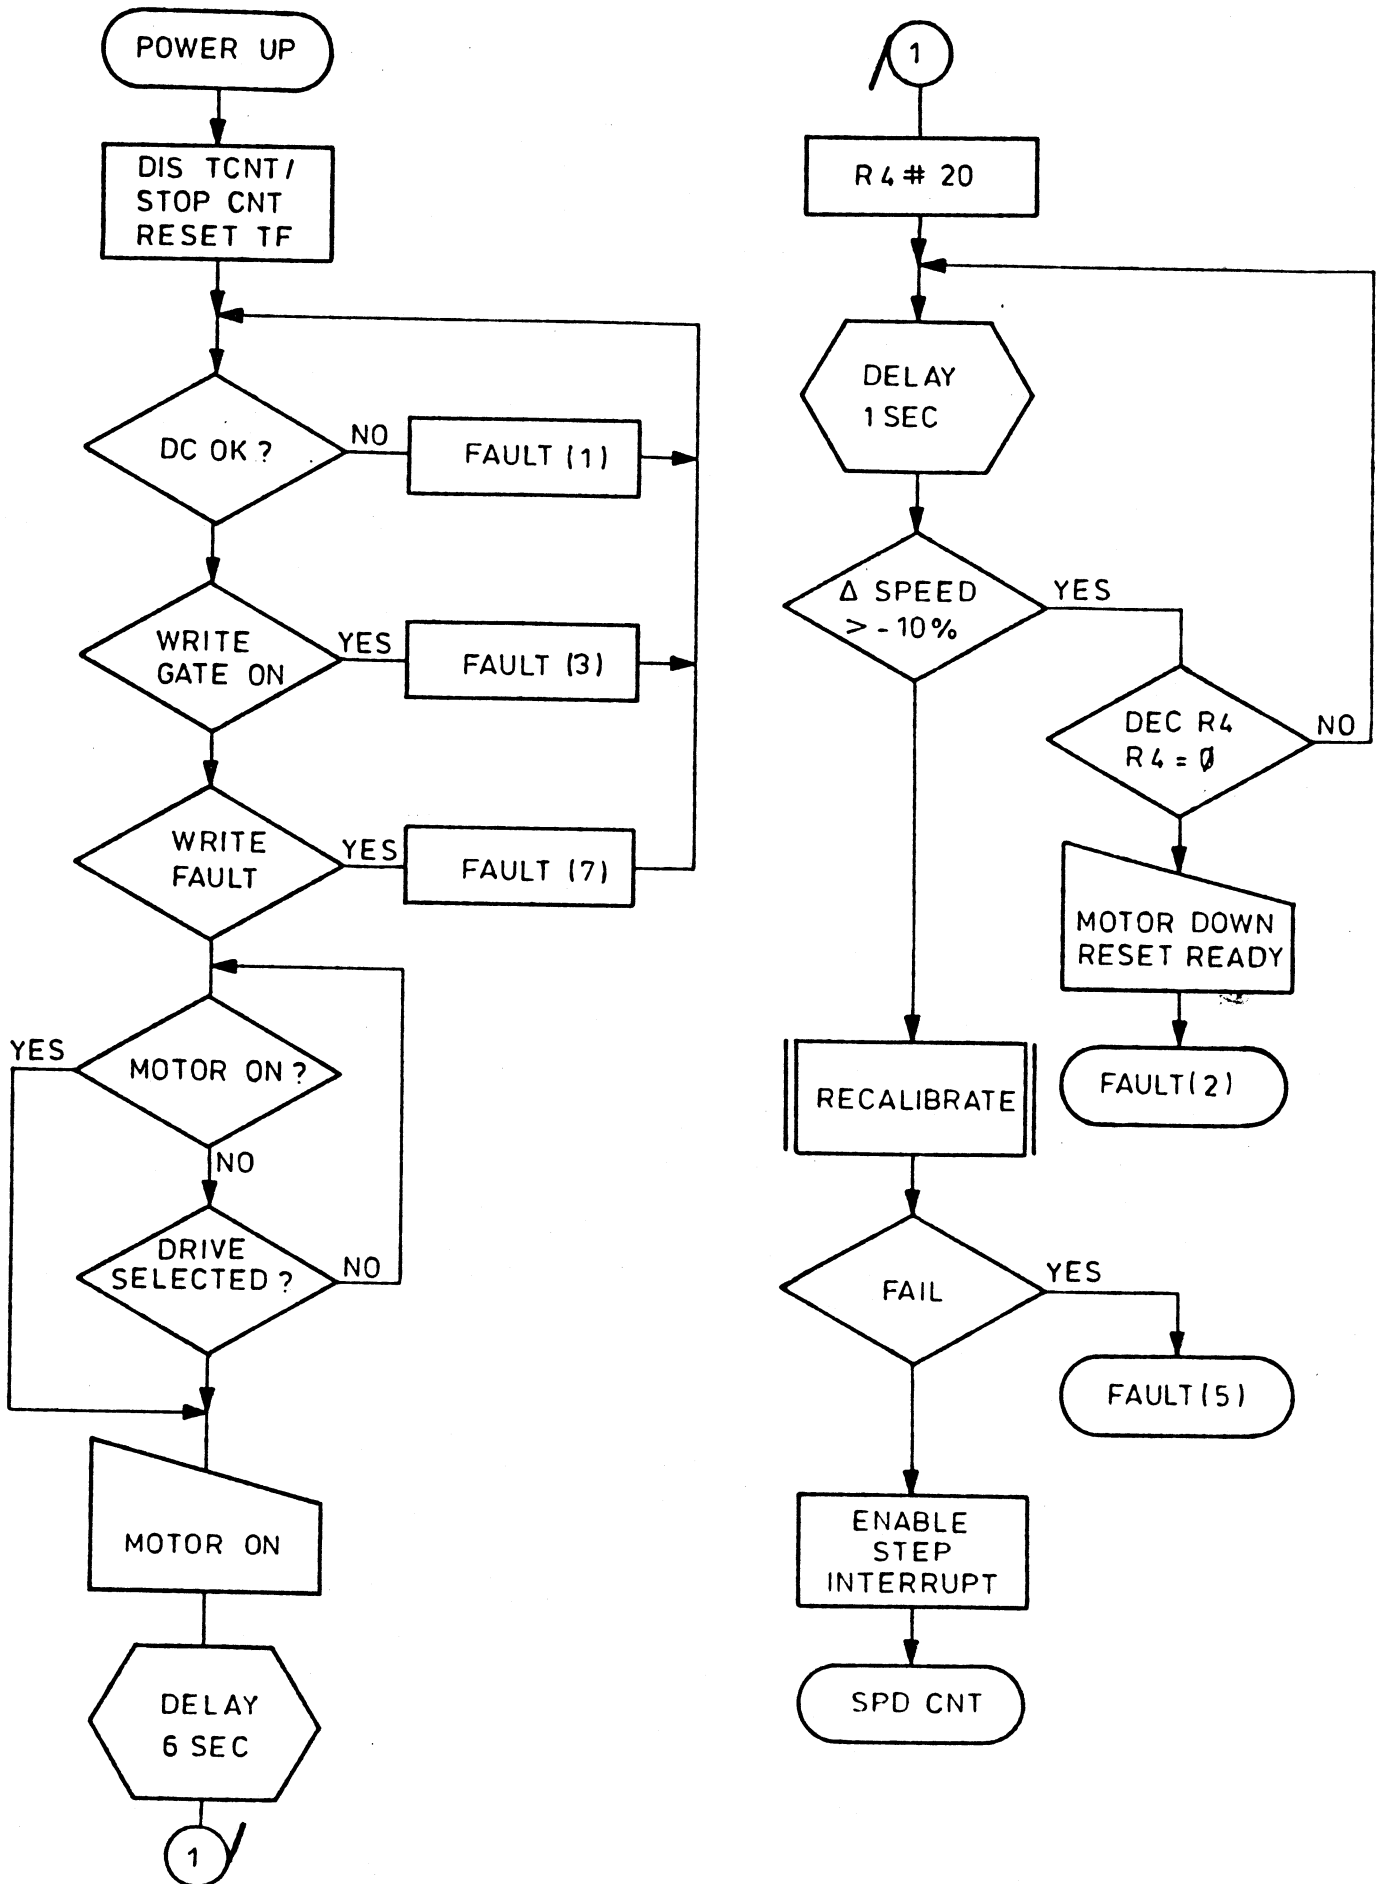 POWER UP
DIS TCNT/
STOP CNT
RESET TF
DC OK ?
NO
FAULT (1)
WRITE
GATE ON
YES
FAULT (3)
WRITE
FAULT
YES
FAULT (7)
YES
MOTOR ON ?
NO
DRIVE
SELECTED ?
NO
MOTOR ON
DELAY
6 SEC
1
1
R4 # 20
DELAY
1 SEC
Δ SPEED
> -10%
YES
DEC R4
R4 = Ø
NO
MOTOR DOWN
RESET READY
FAULT(2)
RECALIBRATE
FAIL
YES
FAULT(5)
ENABLE
STEP
INTERRUPT
SPD CNT